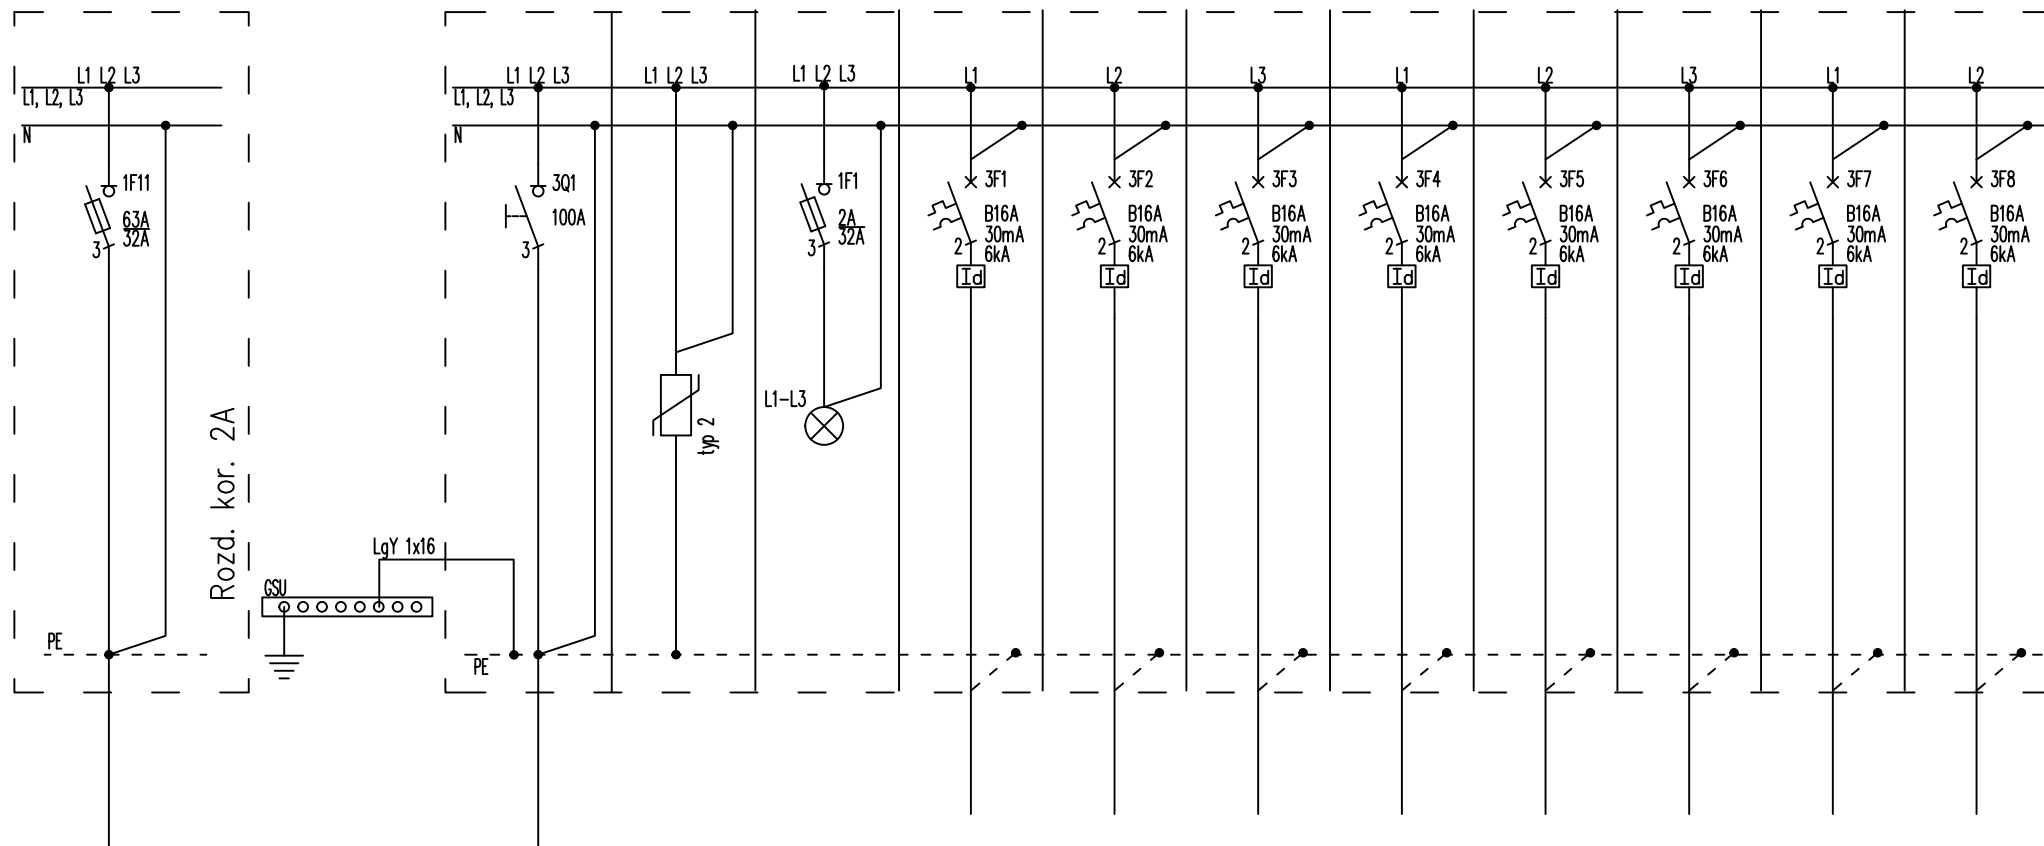 L1 L2 L3
L1, L2, L3
N
1F11
63A
32A
3
Rozd. kor. 2A
PE
GSU
LgY 1x16
L1 L2 L3
L1, L2, L3
N
3Q1
100A
3
PE
L1 L2 L3
typ 2
L1 L2 L3
1F1
2A
32A
3
L1-L3
L1
3F1
B16A
30mA
6kA
2
Id
L2
3F2
B16A
30mA
6kA
2
Id
L3
3F3
B16A
30mA
6kA
2
Id
L1
3F4
B16A
30mA
6kA
2
Id
L2
3F5
B16A
30mA
6kA
2
Id
L3
3F6
B16A
30mA
6kA
2
Id
L1
3F7
B16A
30mA
6kA
2
Id
L2
3F8
B16A
30mA
6kA
2
Id